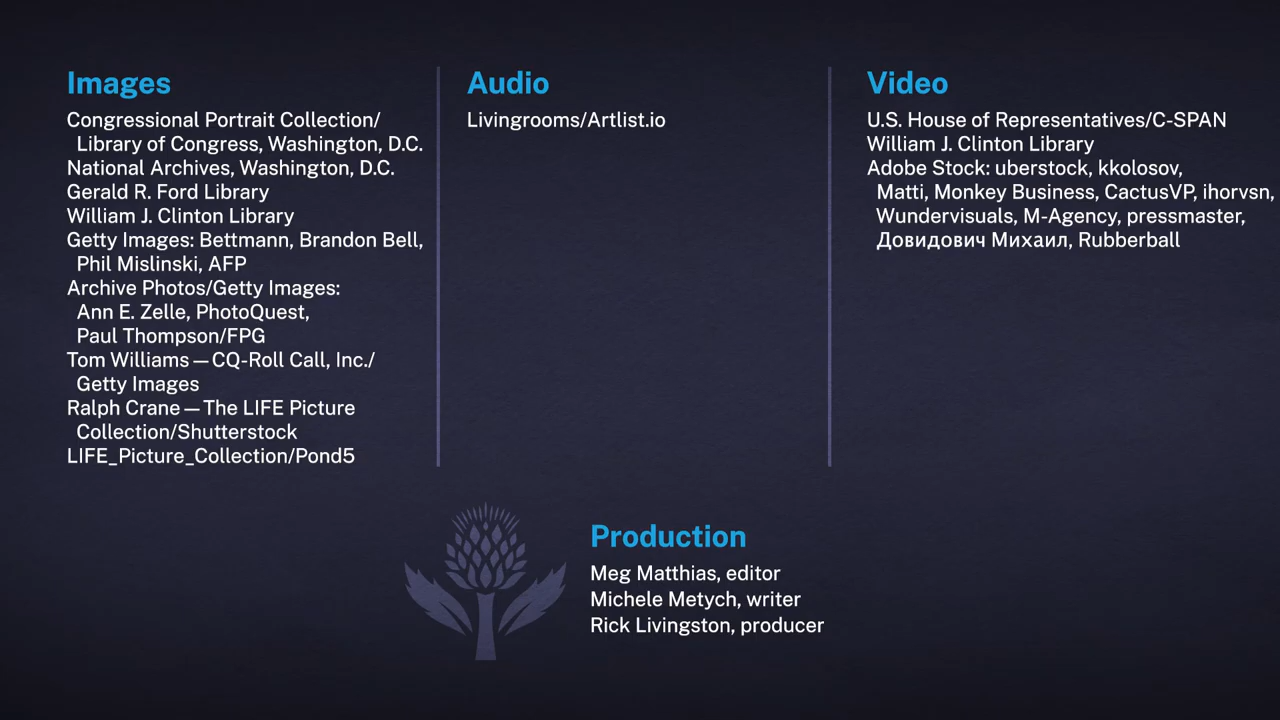 Images
Congressional Portrait Collection/
Library of Congress, Washington, D.C.
National Archives, Washington, D.C.
Gerald R. Ford Library
William J. Clinton Library
Getty Images: Bettmann, Brandon Bell,
Phil Mislinski, AFP
Archive Photos/Getty Images:
Ann E. Zelle, PhotoQuest,
Paul Thompson/FPG
Tom Williams—CQ-Roll Call, Inc./
Getty Images
Ralph Crane—The LIFE Picture
Collection/Shutterstock
LIFE_Picture_Collection/Pond5
Audio
Livingrooms/Artlist.io
Video
U.S. House of Representatives/C-SPAN
William J. Clinton Library
Adobe Stock: uberstock, kkolosov,
Matti, Monkey Business, CactusVP, ihorvsn,
Wundervisuals, M-Agency, pressmaster,
Довидович Михаил, Rubberball
Production
Meg Matthias, editor
Michele Metych, writer
Rick Livingston, producer